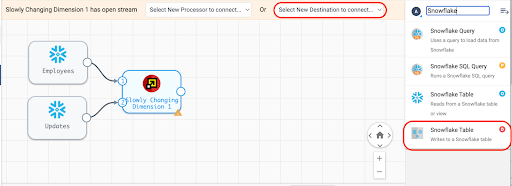 Slowly Changing Dimension 1 has open stream
Select New Processor to connect...
Or
Select New Destination to connect...
Snowflake
Employees
Updates
1
2
Slowly Changing
Dimension 1
Snowflake Query
Uses a query to load data from
Snowflake
Snowflake SQL Query
Runs a Snowflake SQL query
Snowflake Table
Reads from a Snowflake table
or view
Snowflake Table
Writes to a Snowflake table